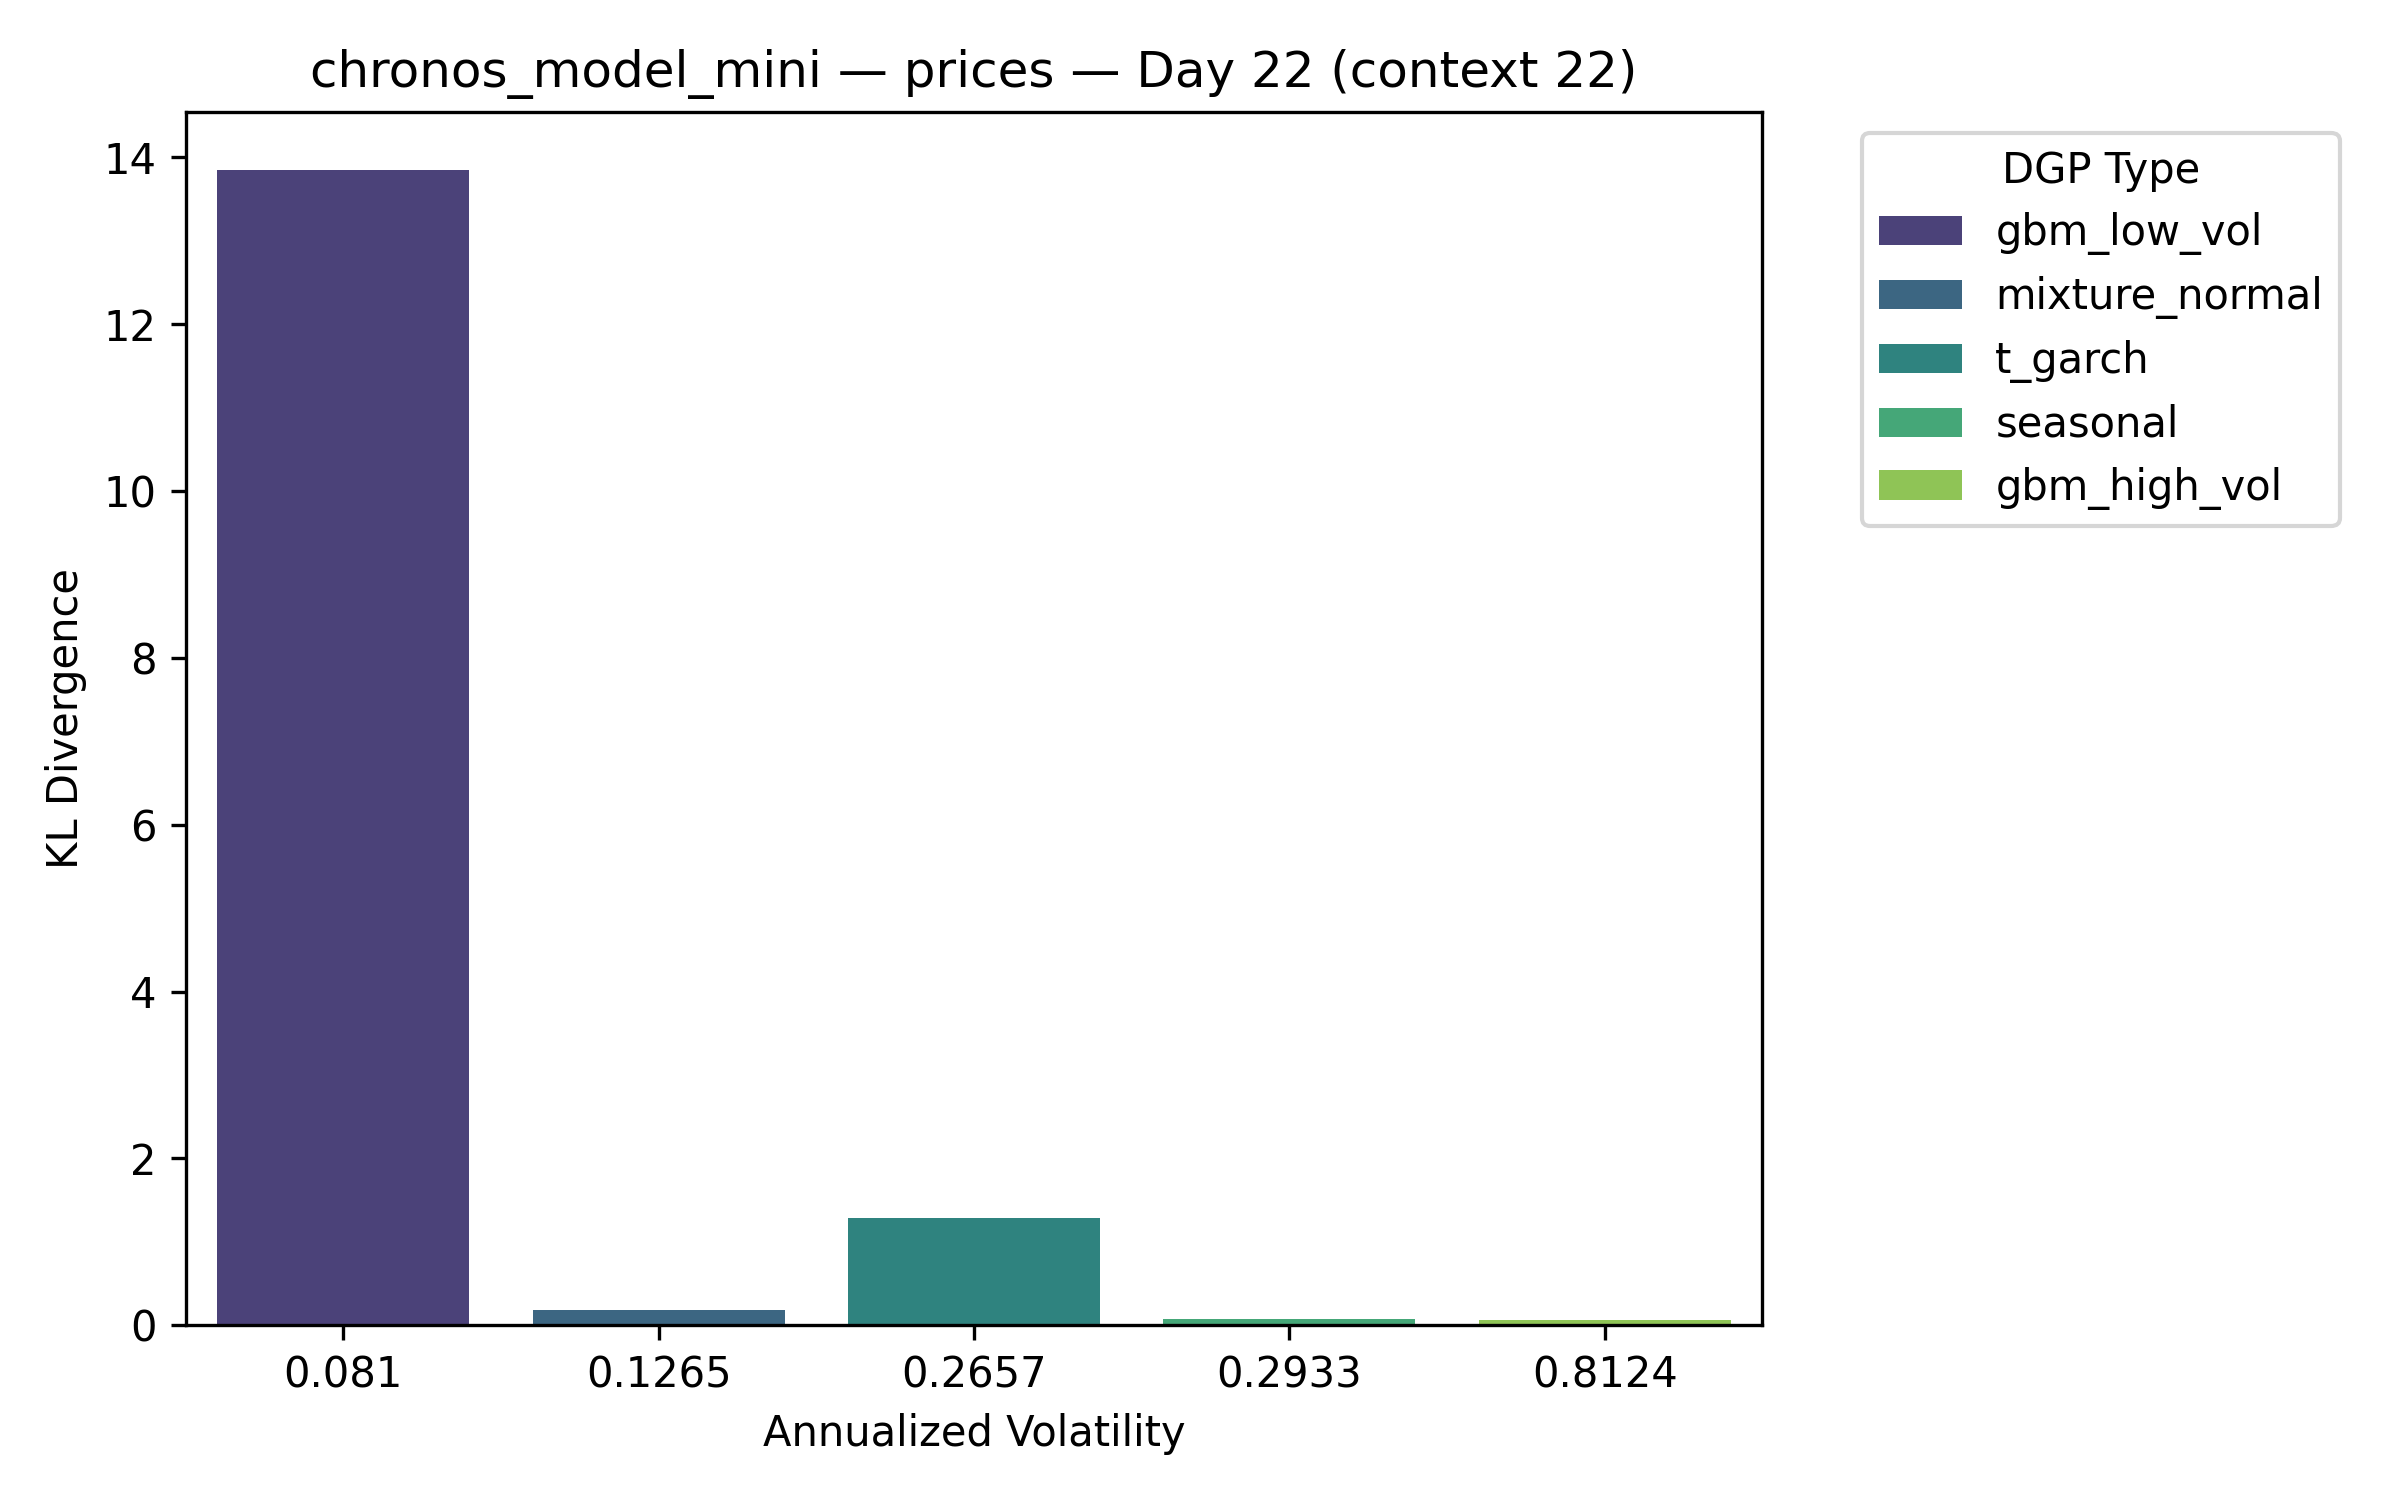 chronos_model_mini — prices — Day 22 (context 22)
KL Divergence
14
12
10
8
6
4
2
0
0.081 0.1265 0.2657 0.2933 0.8124
Annualized Volatility
DGP Type
gbm_low_vol
mixture_normal
t_garch
seasonal
gbm_high_vol